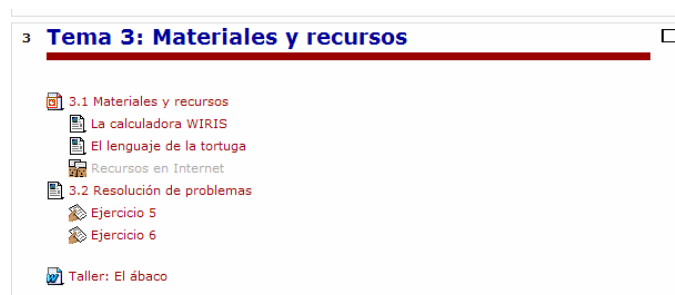 3 Tema 3: Materiales y recursos
3.1 Materiales y recursos
La calculadora WIRIS
El lenguaje de la tortuga
Recursos en Internet
3.2 Resolución de problemas
Ejercicio 5
Ejercicio 6
Taller: El ábaco